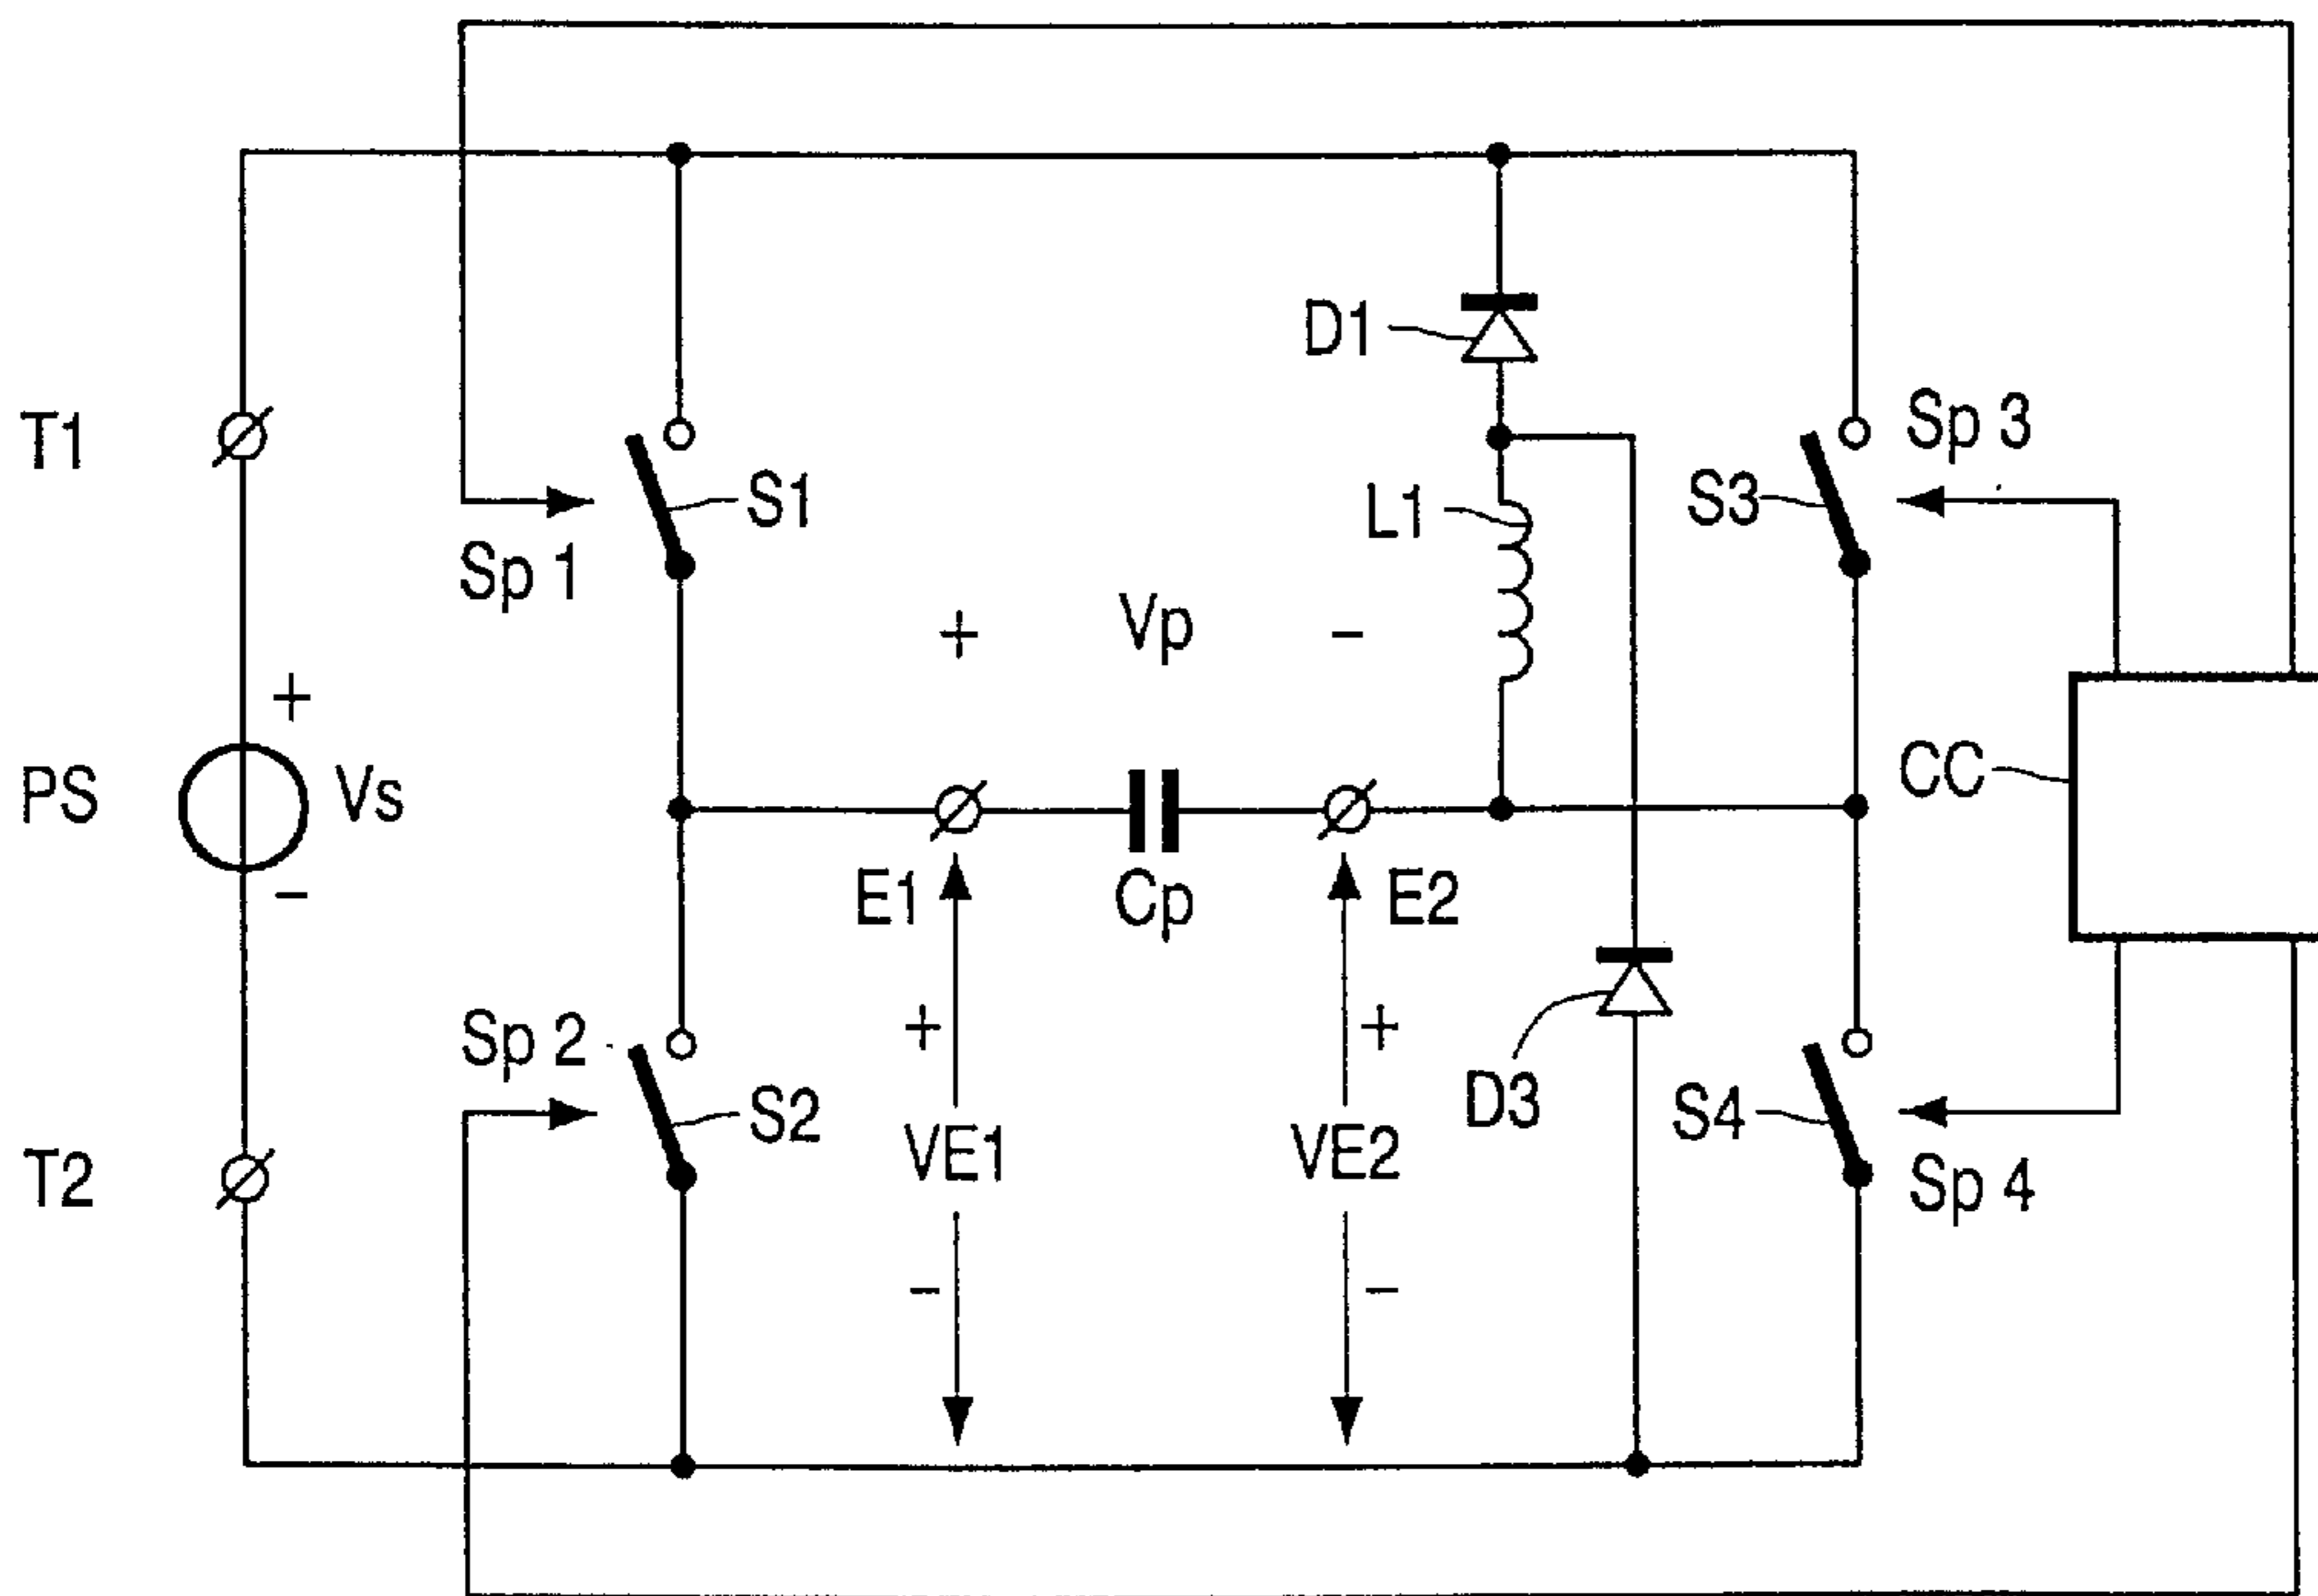 D1
T1
Sp 3
S1
L1
S3
Sp 1
Vp
+
−
+
PS
Vs
CC
−
E1
Cp
E2
Sp 2
+
+
D3
S2
S4
T2
VE1
VE2
Sp 4
−
−